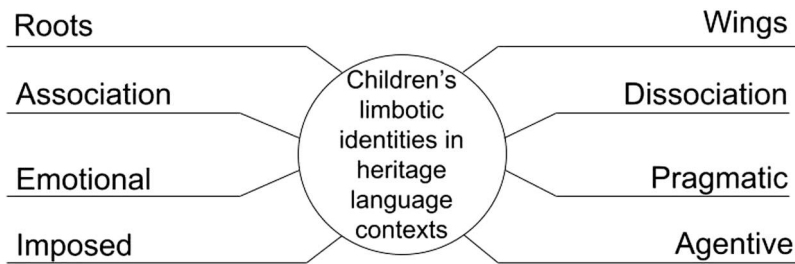 Roots
Wings
Association
Dissociation
Emotional
Pragmatic
Imposed
Agentive
Children's
limbotic
identities in
heritage
language
contexts